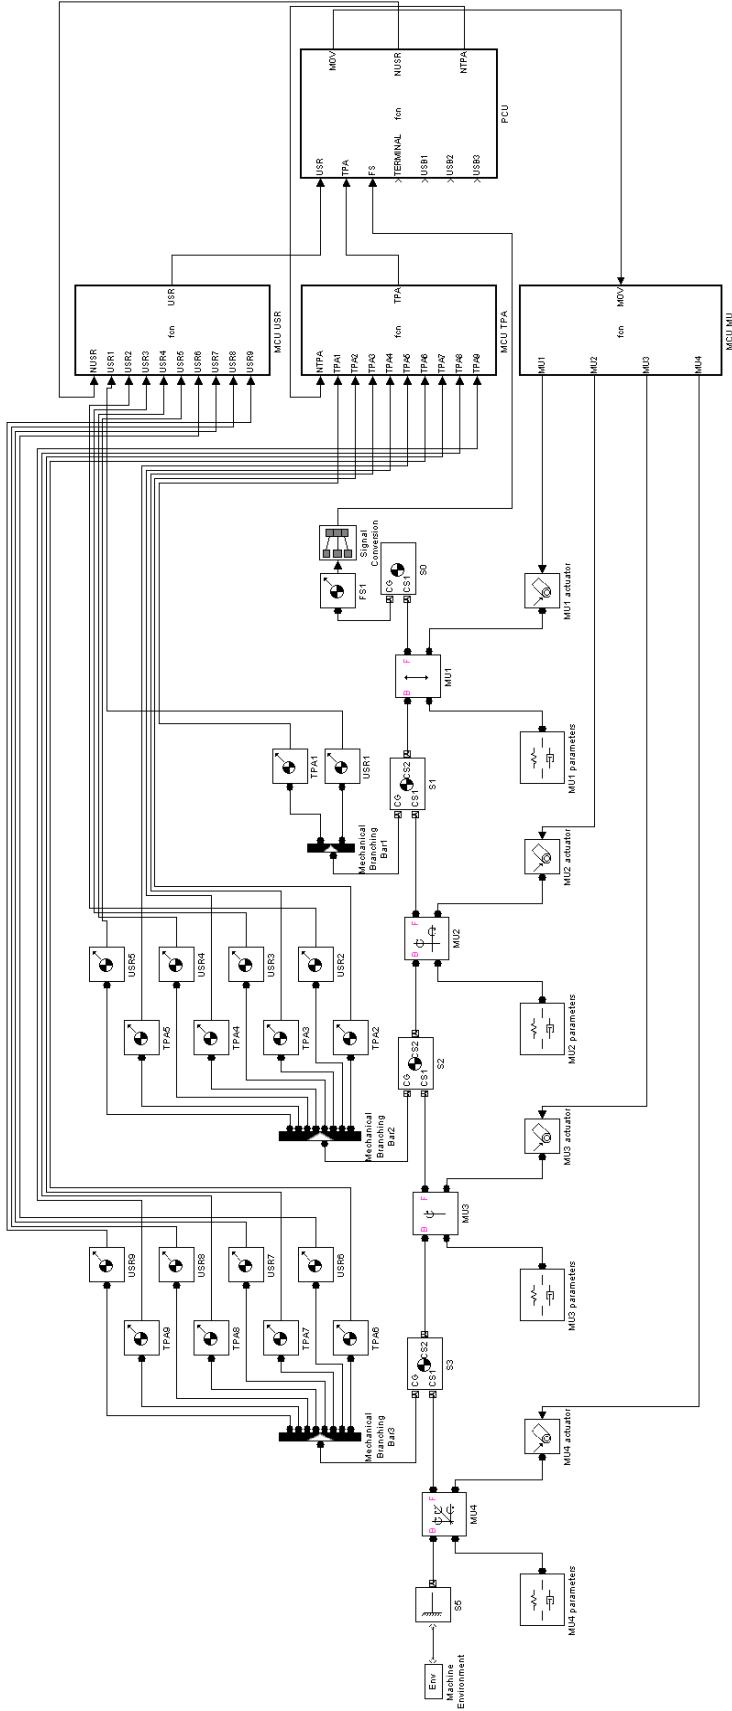 MOV
NUSR
NTPA
fcn
PCU
USR
TPA
FS
TERMINAL
USB1
USB2
USB3
USR
fcn
MCU USR
NUSR
USR1
USR2
USR3
USR4
USR5
USR6
USR7
USR8
USR9
TPA
fcn
MCU TPA
NTPA
TPA1
TPA2
TPA3
TPA4
TPA5
TPA6
TPA7
TPA8
TPA9
MOV
fcn
MCU MU
MU1
MU2
MU3
MU4
Signal
Conversion
FS1
CG
CS1
S0
MU1 actuator
B
F
MU1
MU1 parameters
TPA1
USR1
CG
CS2
CS1
S1
Mechanical
Branching
Bar1
MU2 actuator
B
F
MU2
MU2 parameters
USR5
USR4
USR3
USR2
TPA5
TPA4
TPA3
TPA2
CG
CS2
CS1
S2
Mechanical
Branching
Bar2
MU3 actuator
B
F
MU3
MU3 parameters
USR9
USR8
USR7
USR6
TPA9
TPA8
TPA7
TPA6
CG
CS2
CS1
S3
Mechanical
Branching
Bar3
MU4 actuator
B
F
MU4
MU4 parameters
S5
Env
Machine
Environment